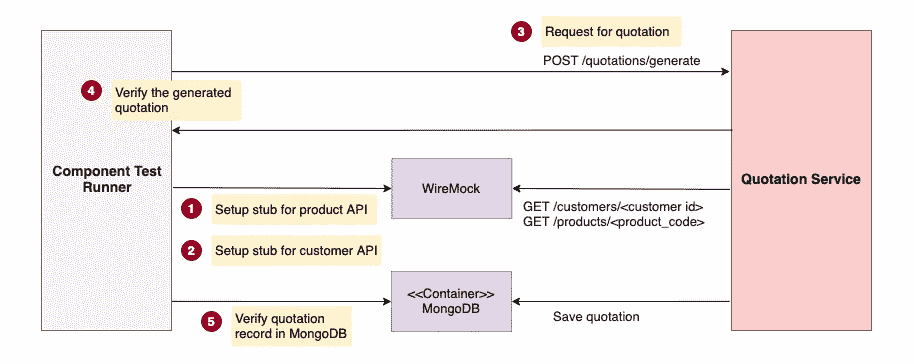 3
Request for quotation
POST /quotations/generate
4
Verify the generated
quotation
Component Test
Runner
WireMock
Quotation Service
1
Setup stub for product API
GET /customers/<customer id>
GET /products/<product_code>
2
Setup stub for customer API
<<Container>>
MongoDB
5
Verify quotation
record in MongoDB
Save quotation